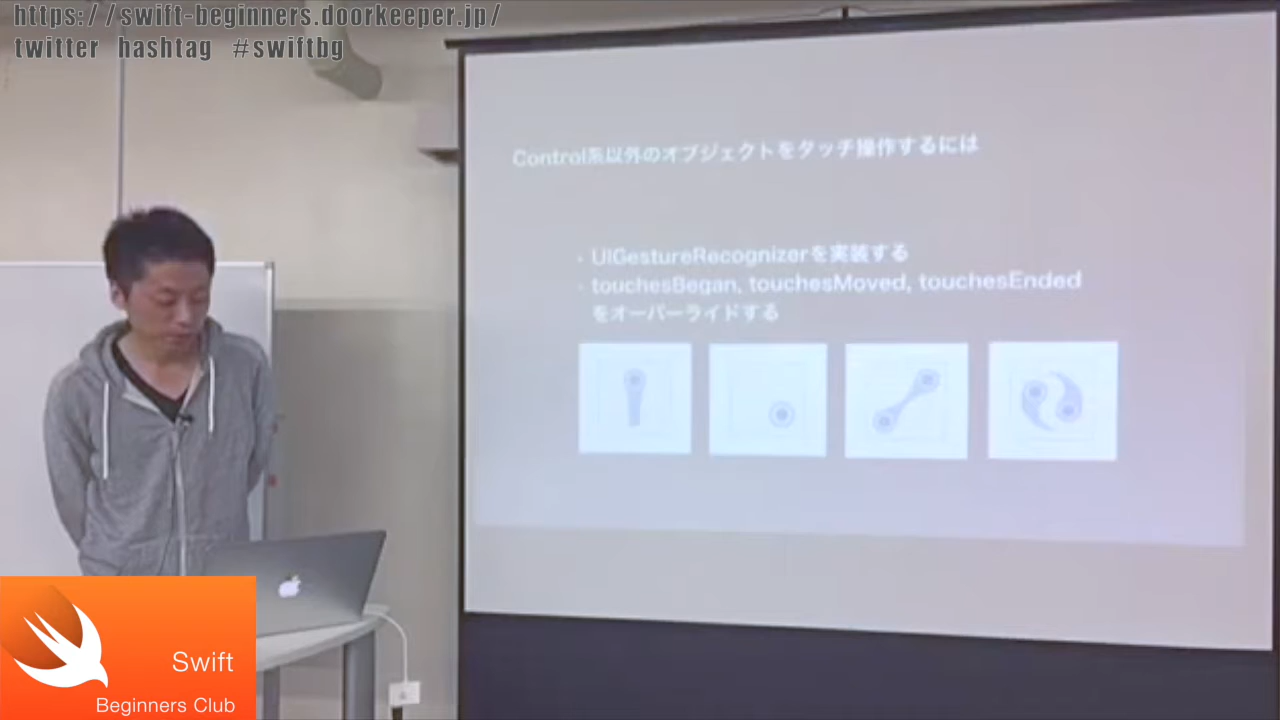 https://swift-beginners.doorkeeper.jp/
twitter hashtag #swiftbg
Control系以外のオブジェクトをタッチ操作するには
・UIGestureRecognizerを実装する
・touchesBegan, touchesMoved, touchesEnded
をオーバーライドする
Swift
Beginners Club